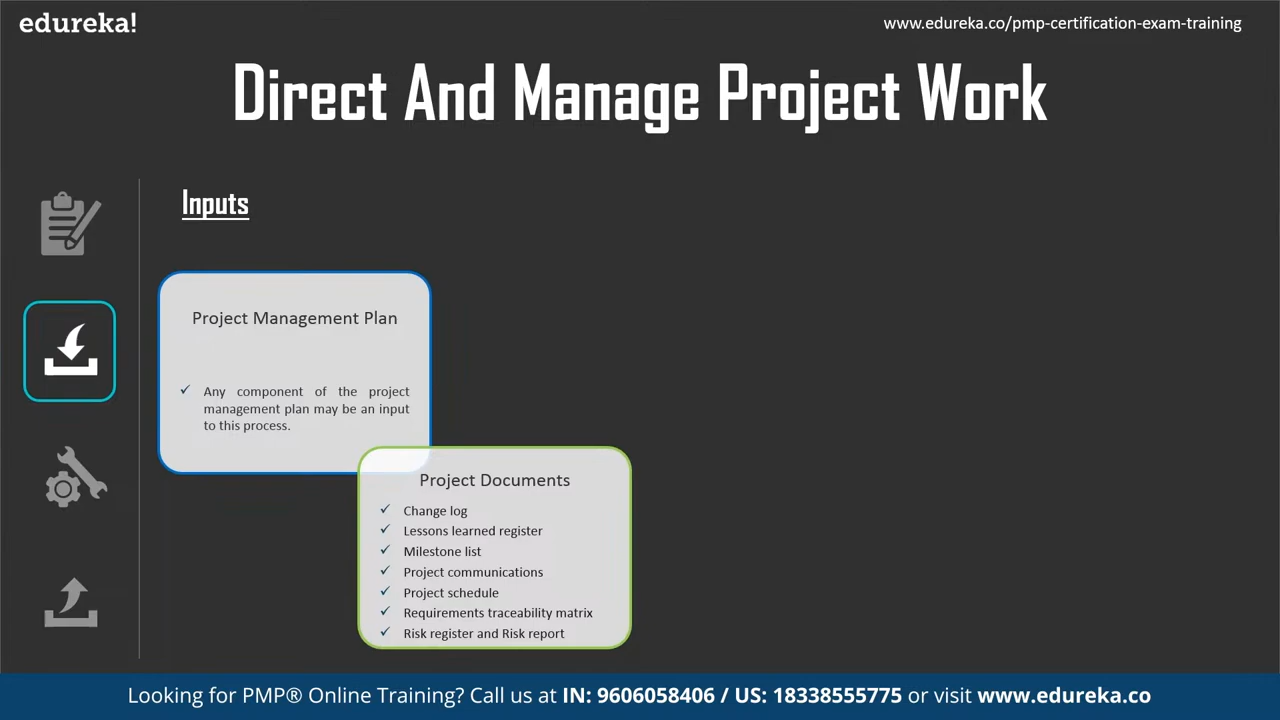 edureka!
www.edureka.co/pmp-certification-exam-training
Direct And Manage Project Work
Inputs
Project Management Plan
Any component of the project
management plan may be an input
to this process.
Project Documents
Change log
Lessons learned register
Milestone list
Project communications
Project schedule
Requirements traceability matrix
Risk register and Risk report
Looking for PMP® Online Training? Call us at IN: 9606058406 / US: 18338555775 or visit www.edureka.co